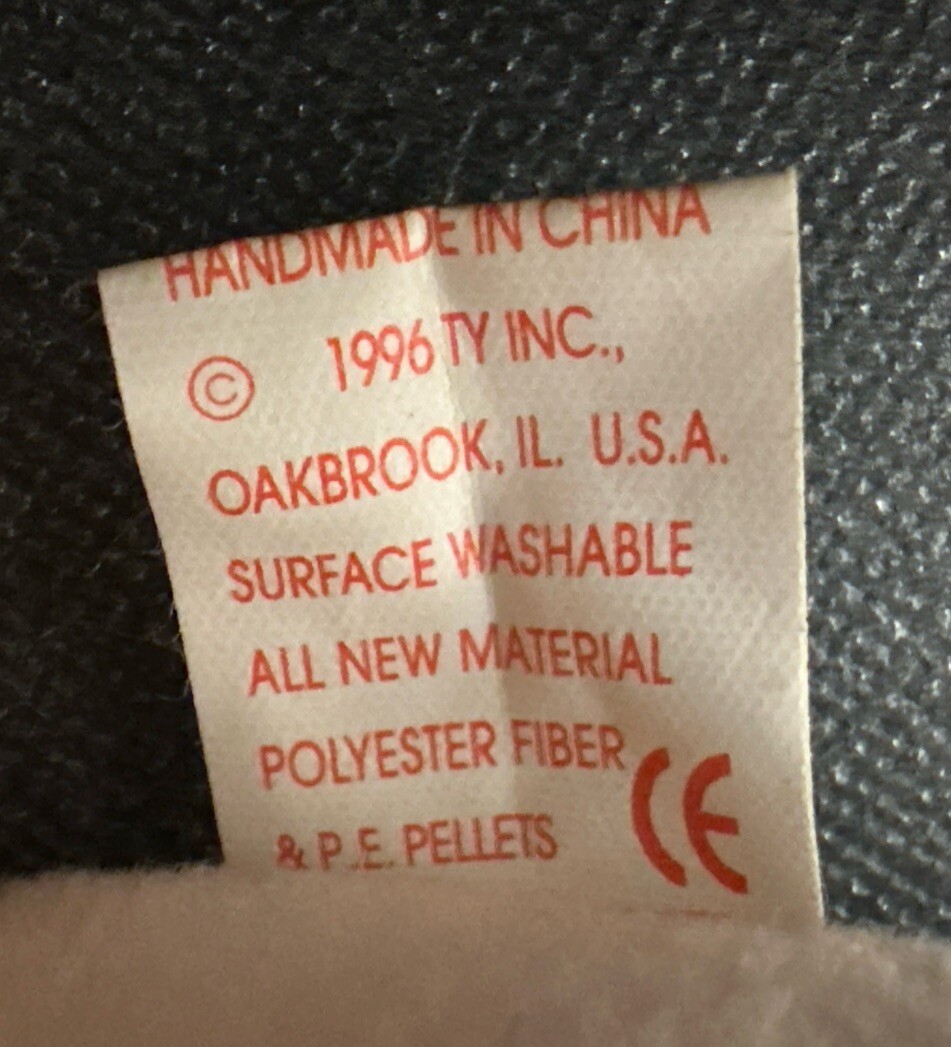 HANDMADE IN CHINA
© 1996 TY INC.,
OAKBROOK, IL. U.S.A.
SURFACE WASHABLE
ALL NEW MATERIAL
POLYESTER FIBER
& P.E. PELLETS CE